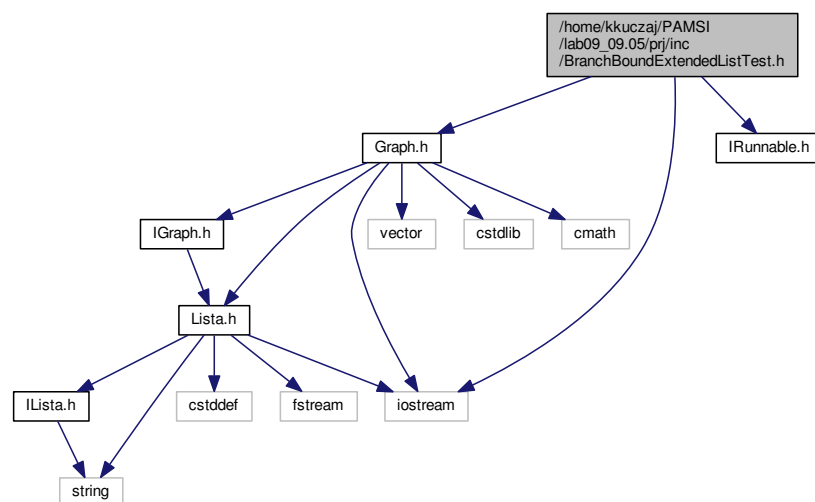 /home/kkuczaj/PAMSI
/lab09_09.05/prj/inc
/BranchBoundExtendedListTest.h
Graph.h
IRunnable.h
IGraph.h
vector
cstdlib
cmath
Lista.h
ILista.h
cstddef
fstream
iostream
string